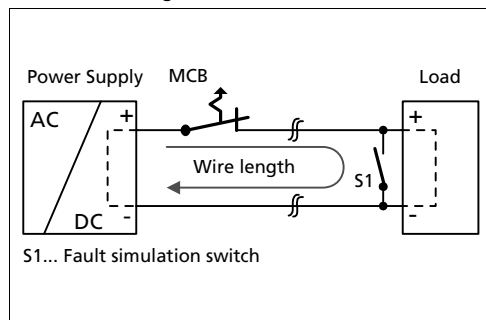 Power Supply MCB Load
AC + +
Wire length
S1
DC - -
S1... Fault simulation switch